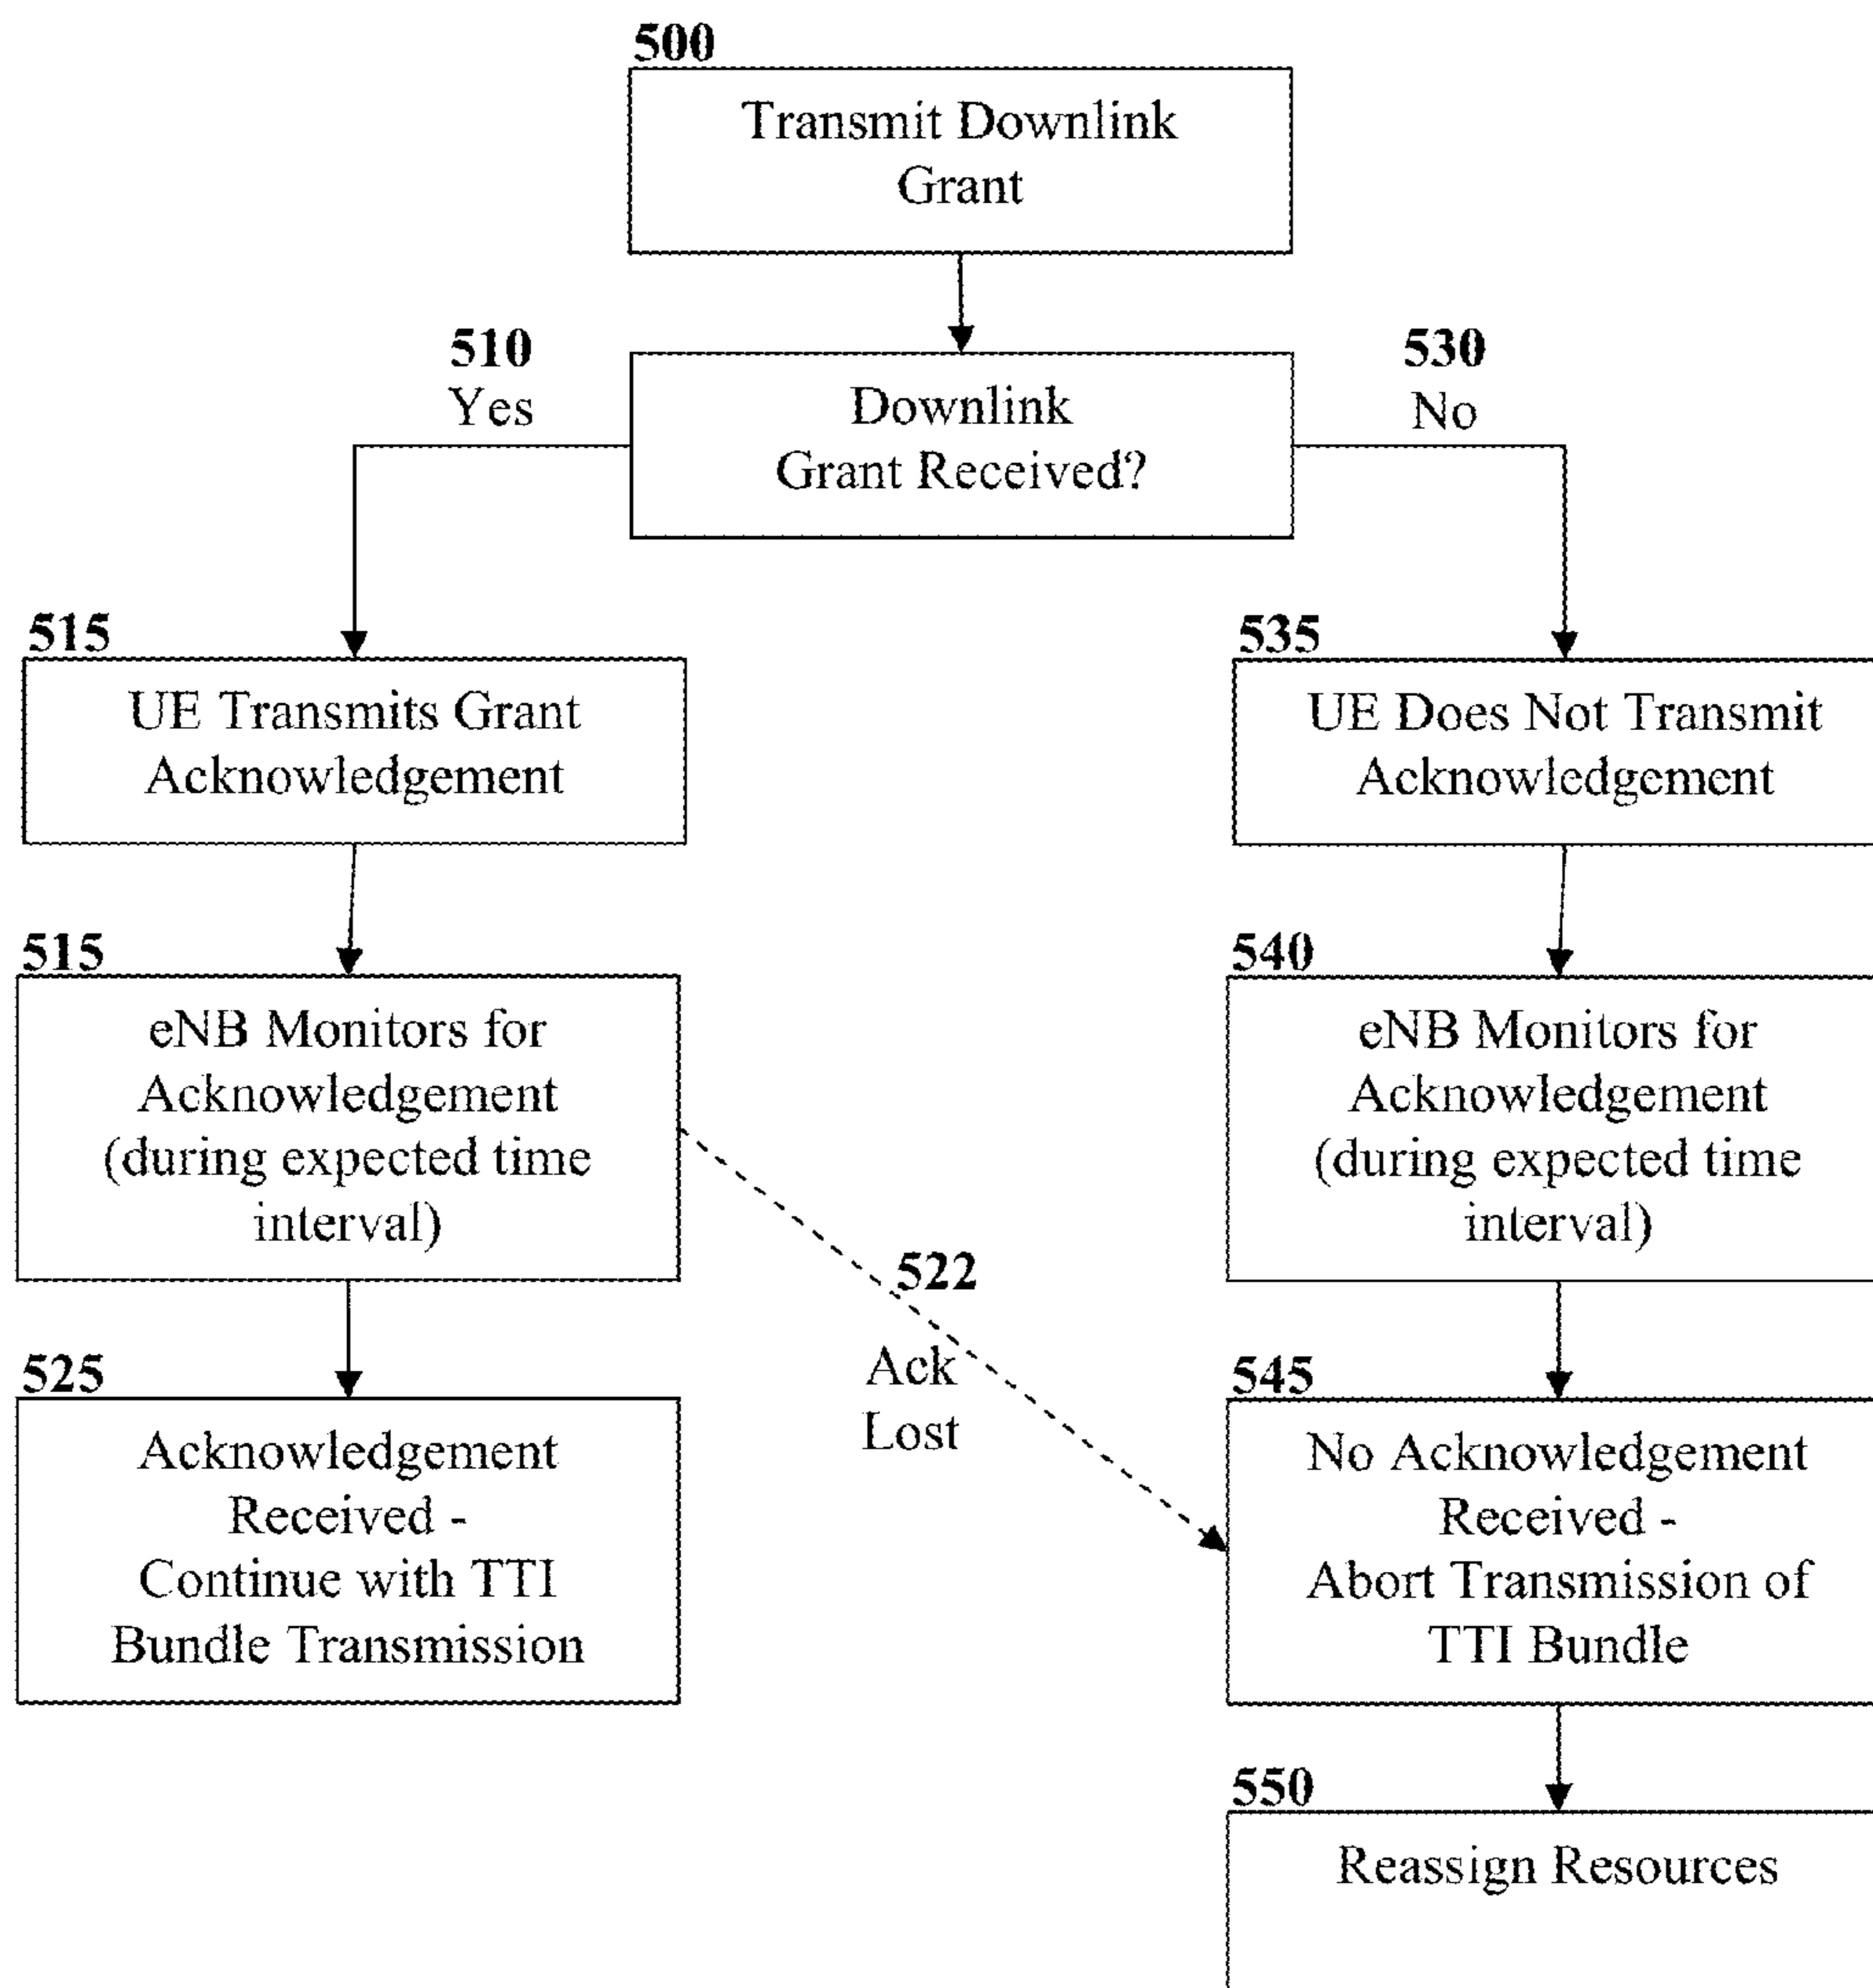 500
Transmit Downlink
Grant
510
Yes
Downlink
Grant Received?
530
No
515
UE Transmits Grant
Acknowledgement
535
UE Does Not Transmit
Acknowledgement
515
eNB Monitors for
Acknowledgement
(during expected time
interval)
540
eNB Monitors for
Acknowledgement
(during expected time
interval)
522
Ack
Lost
525
Acknowledgement
Received -
Continue with TTI
Bundle Transmission
545
No Acknowledgement
Received -
Abort Transmission of
TTI Bundle
550
Reassign Resources